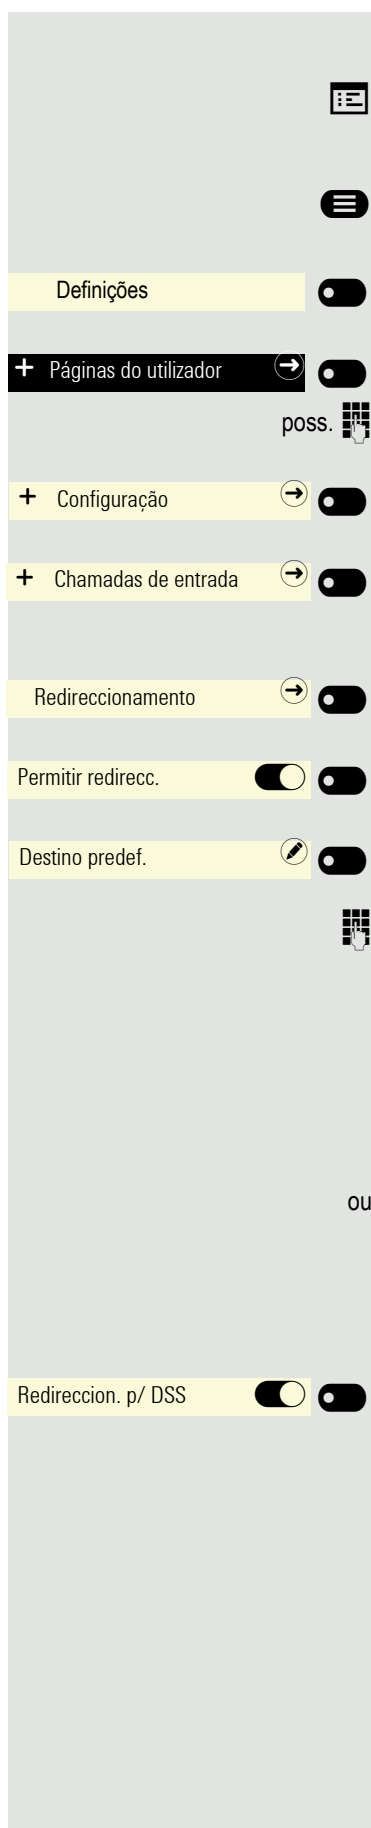 Definições
+ Páginas do utilizador
poss.
+ Configuração
+ Chamadas de entrada
Redireccionamento
Permitir redirecc.
Destino predef.
ou
Redireccion. p/ DSS